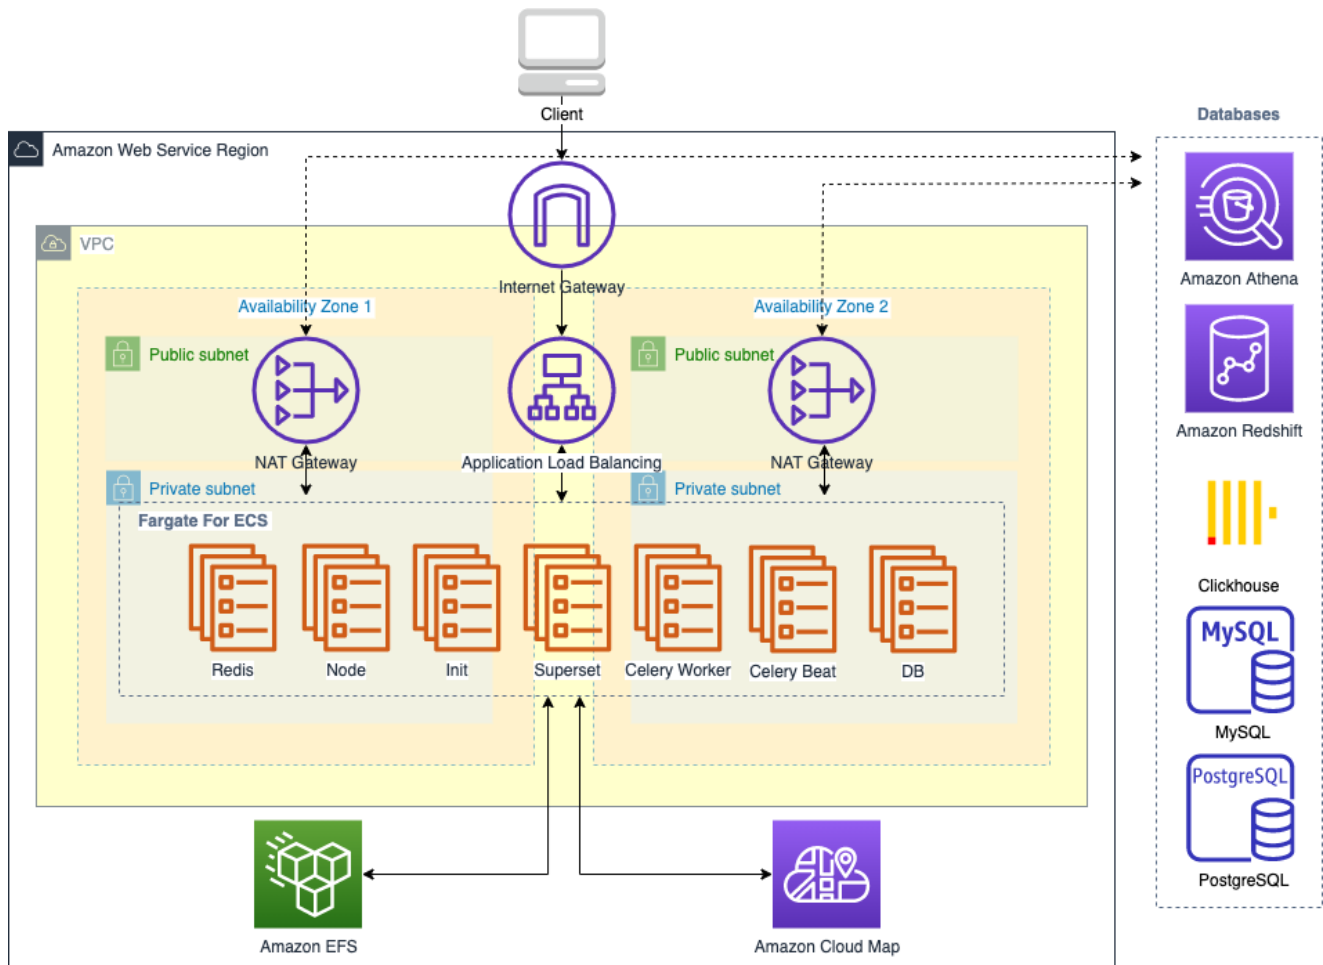 Client
Databases
Amazon Web Service Region
VPC
Amazon Athena
Internet Gateway
Availability Zone 1
Availability Zone 2
Public subnet
Public subnet
Amazon Redshift
NAT Gateway
Application Load Balancing
NAT Gateway
Private subnet
Private subnet
Fargate For ECS
Clickhouse
MySQL
Redis
Node
Init
Superset
Celery Worker
Celery Beat
DB
MySQL
PostgreSQL
PostgreSQL
Amazon EFS
Amazon Cloud Map